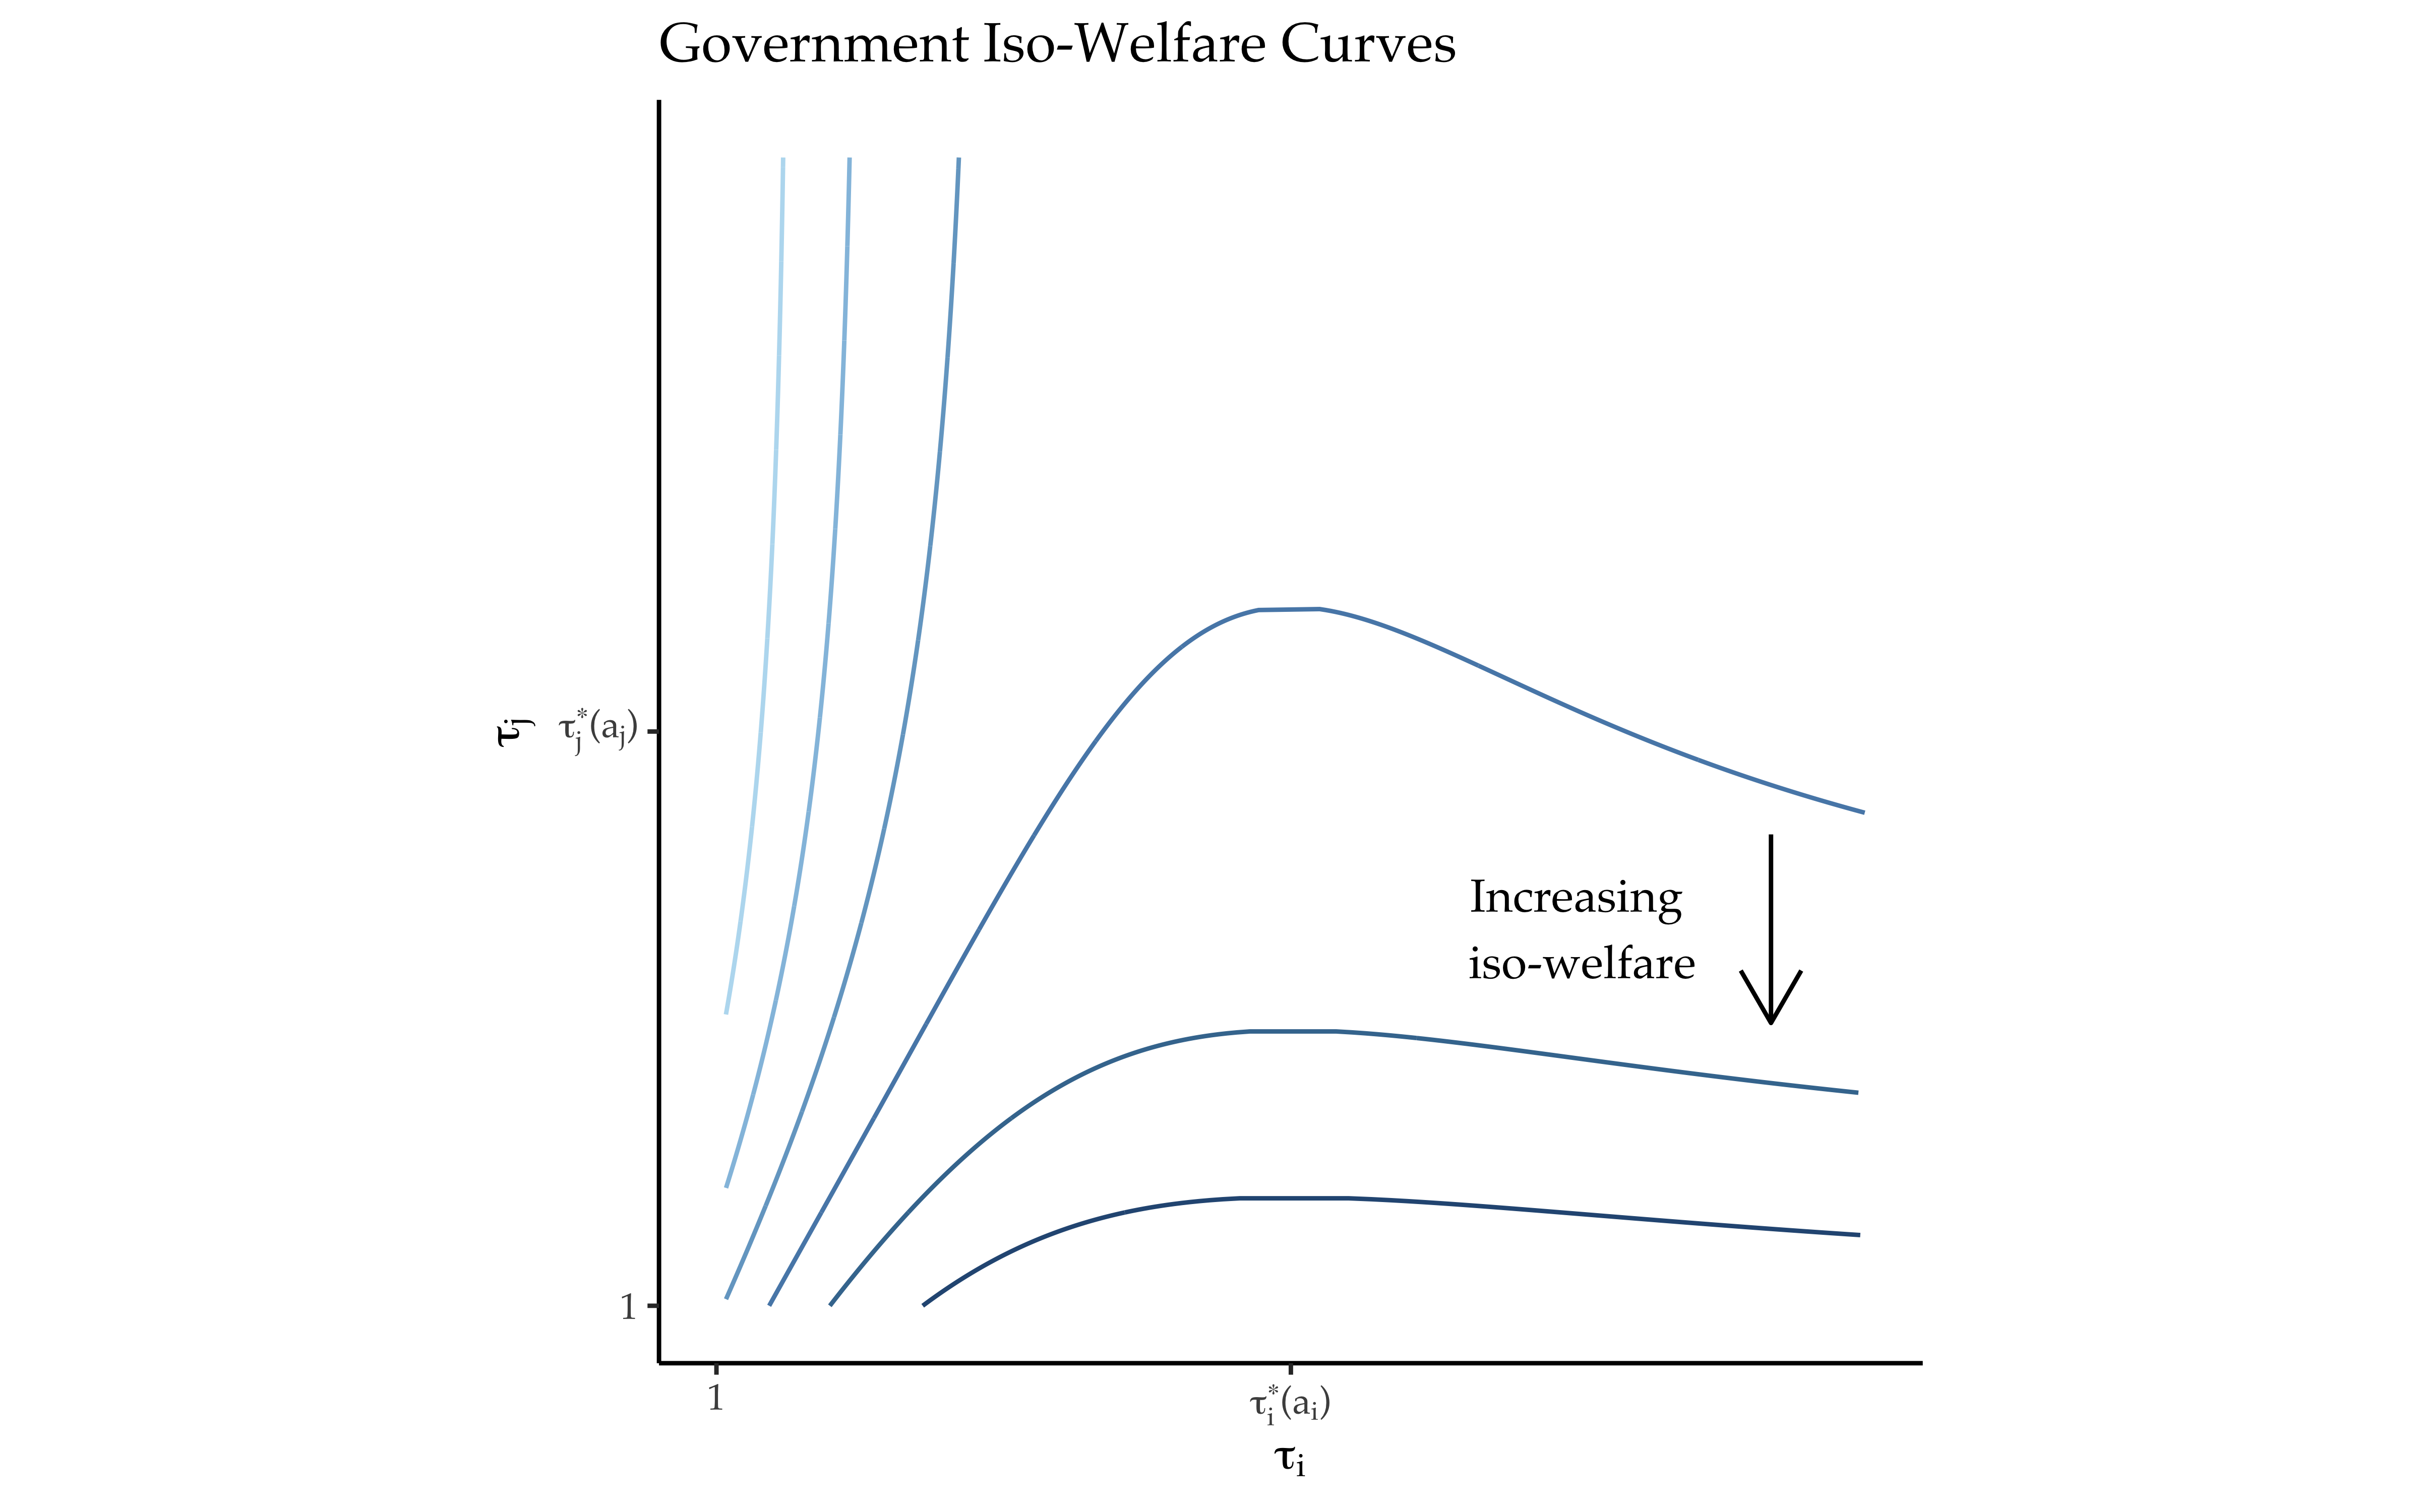 Government Iso-Welfare Curves
τj
τj*(aj)
Increasing
iso-welfare
1
1
τi*(ai)
τi